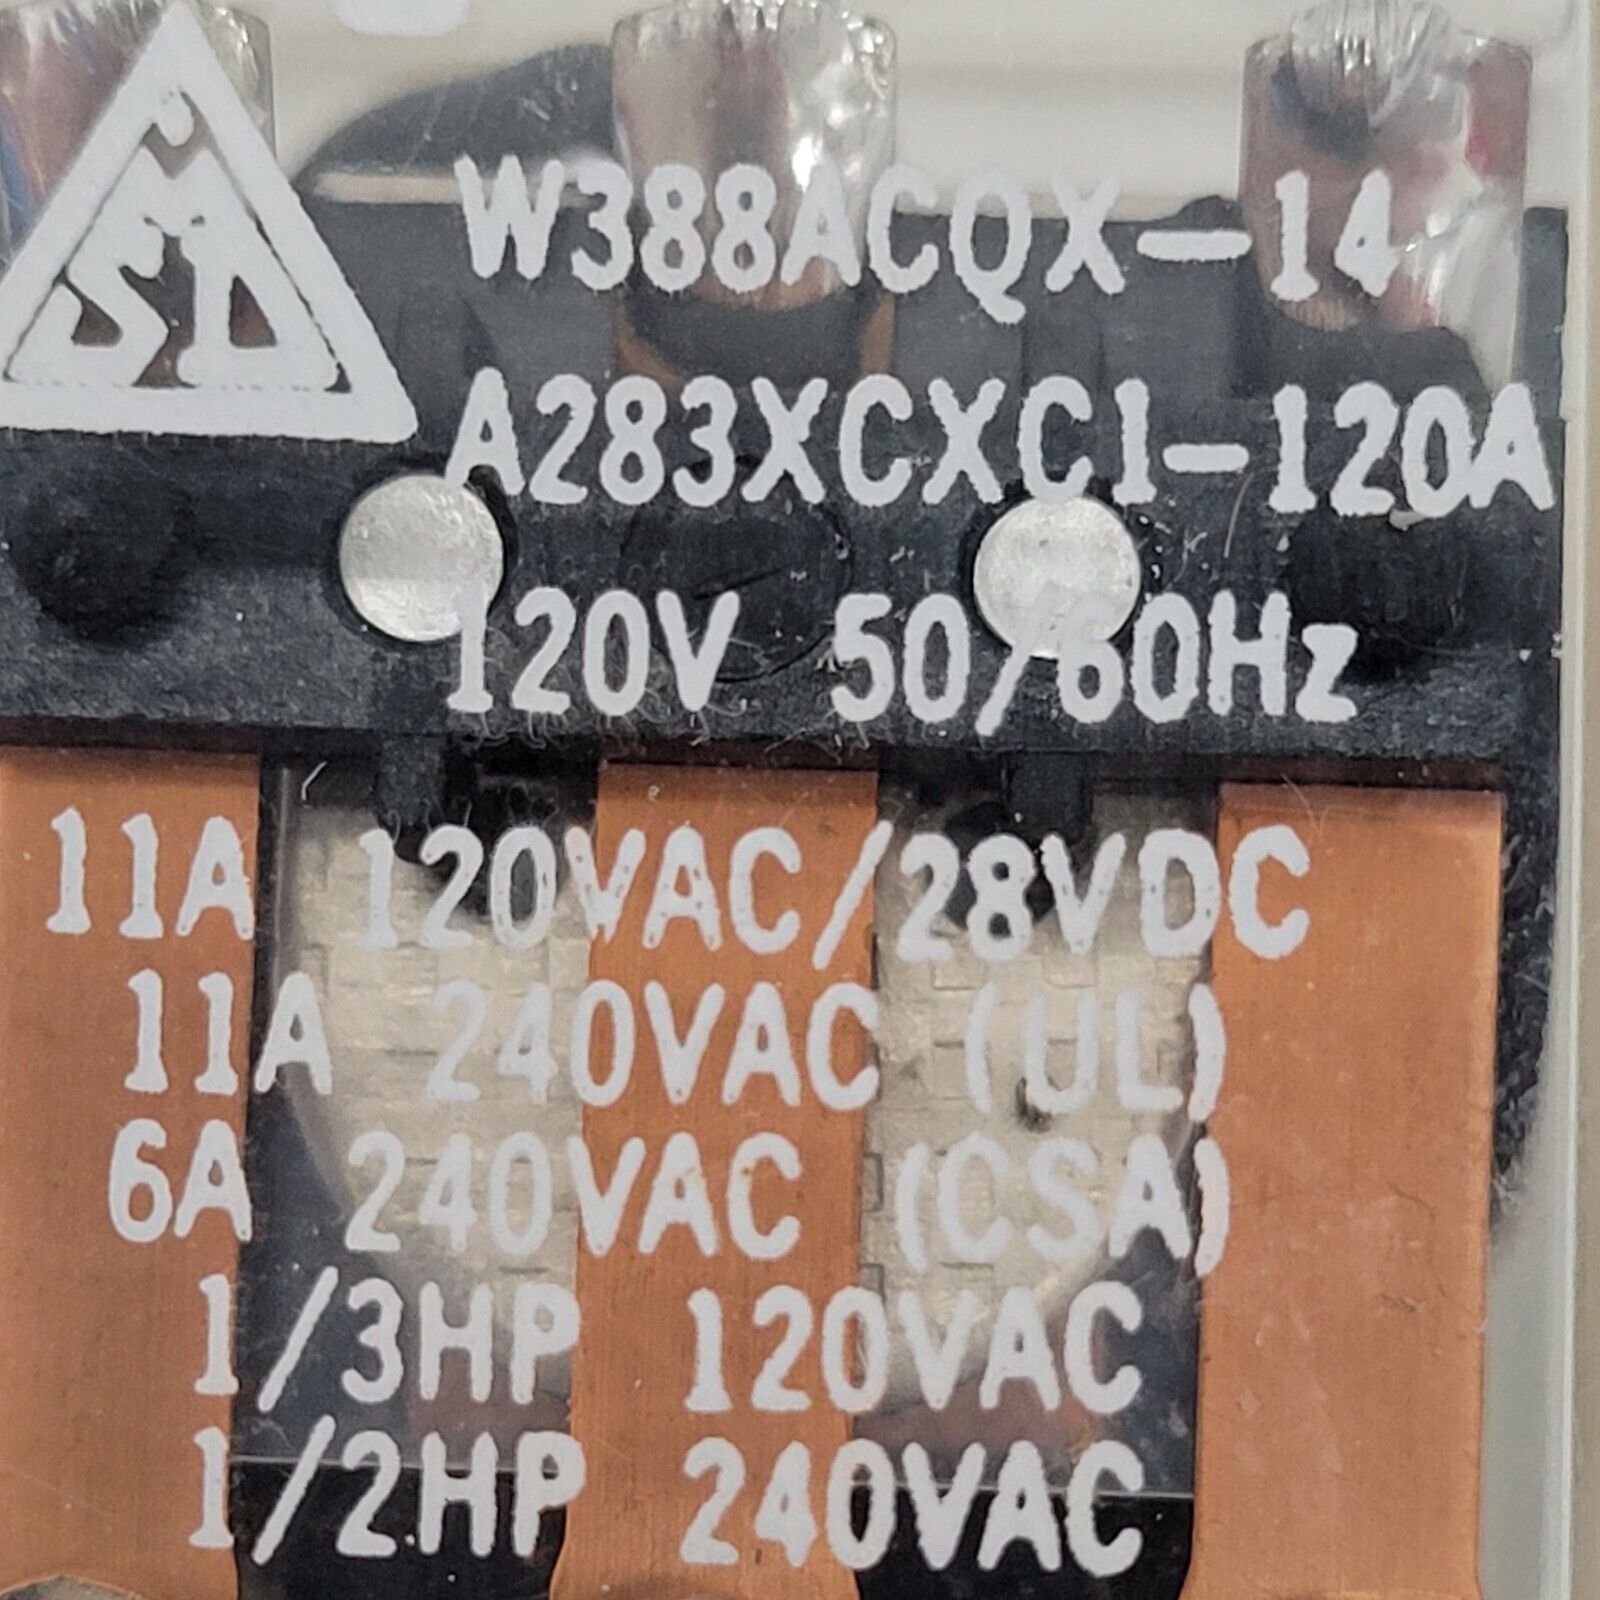 W388ACQX-14
A283XCXC1-120A
120V 50/60Hz
11A 120VAC/28VDC
11A 240VAC (UL)
6A 240VAC (CSA)
1/3HP 120VAC
1/2HP 240VAC